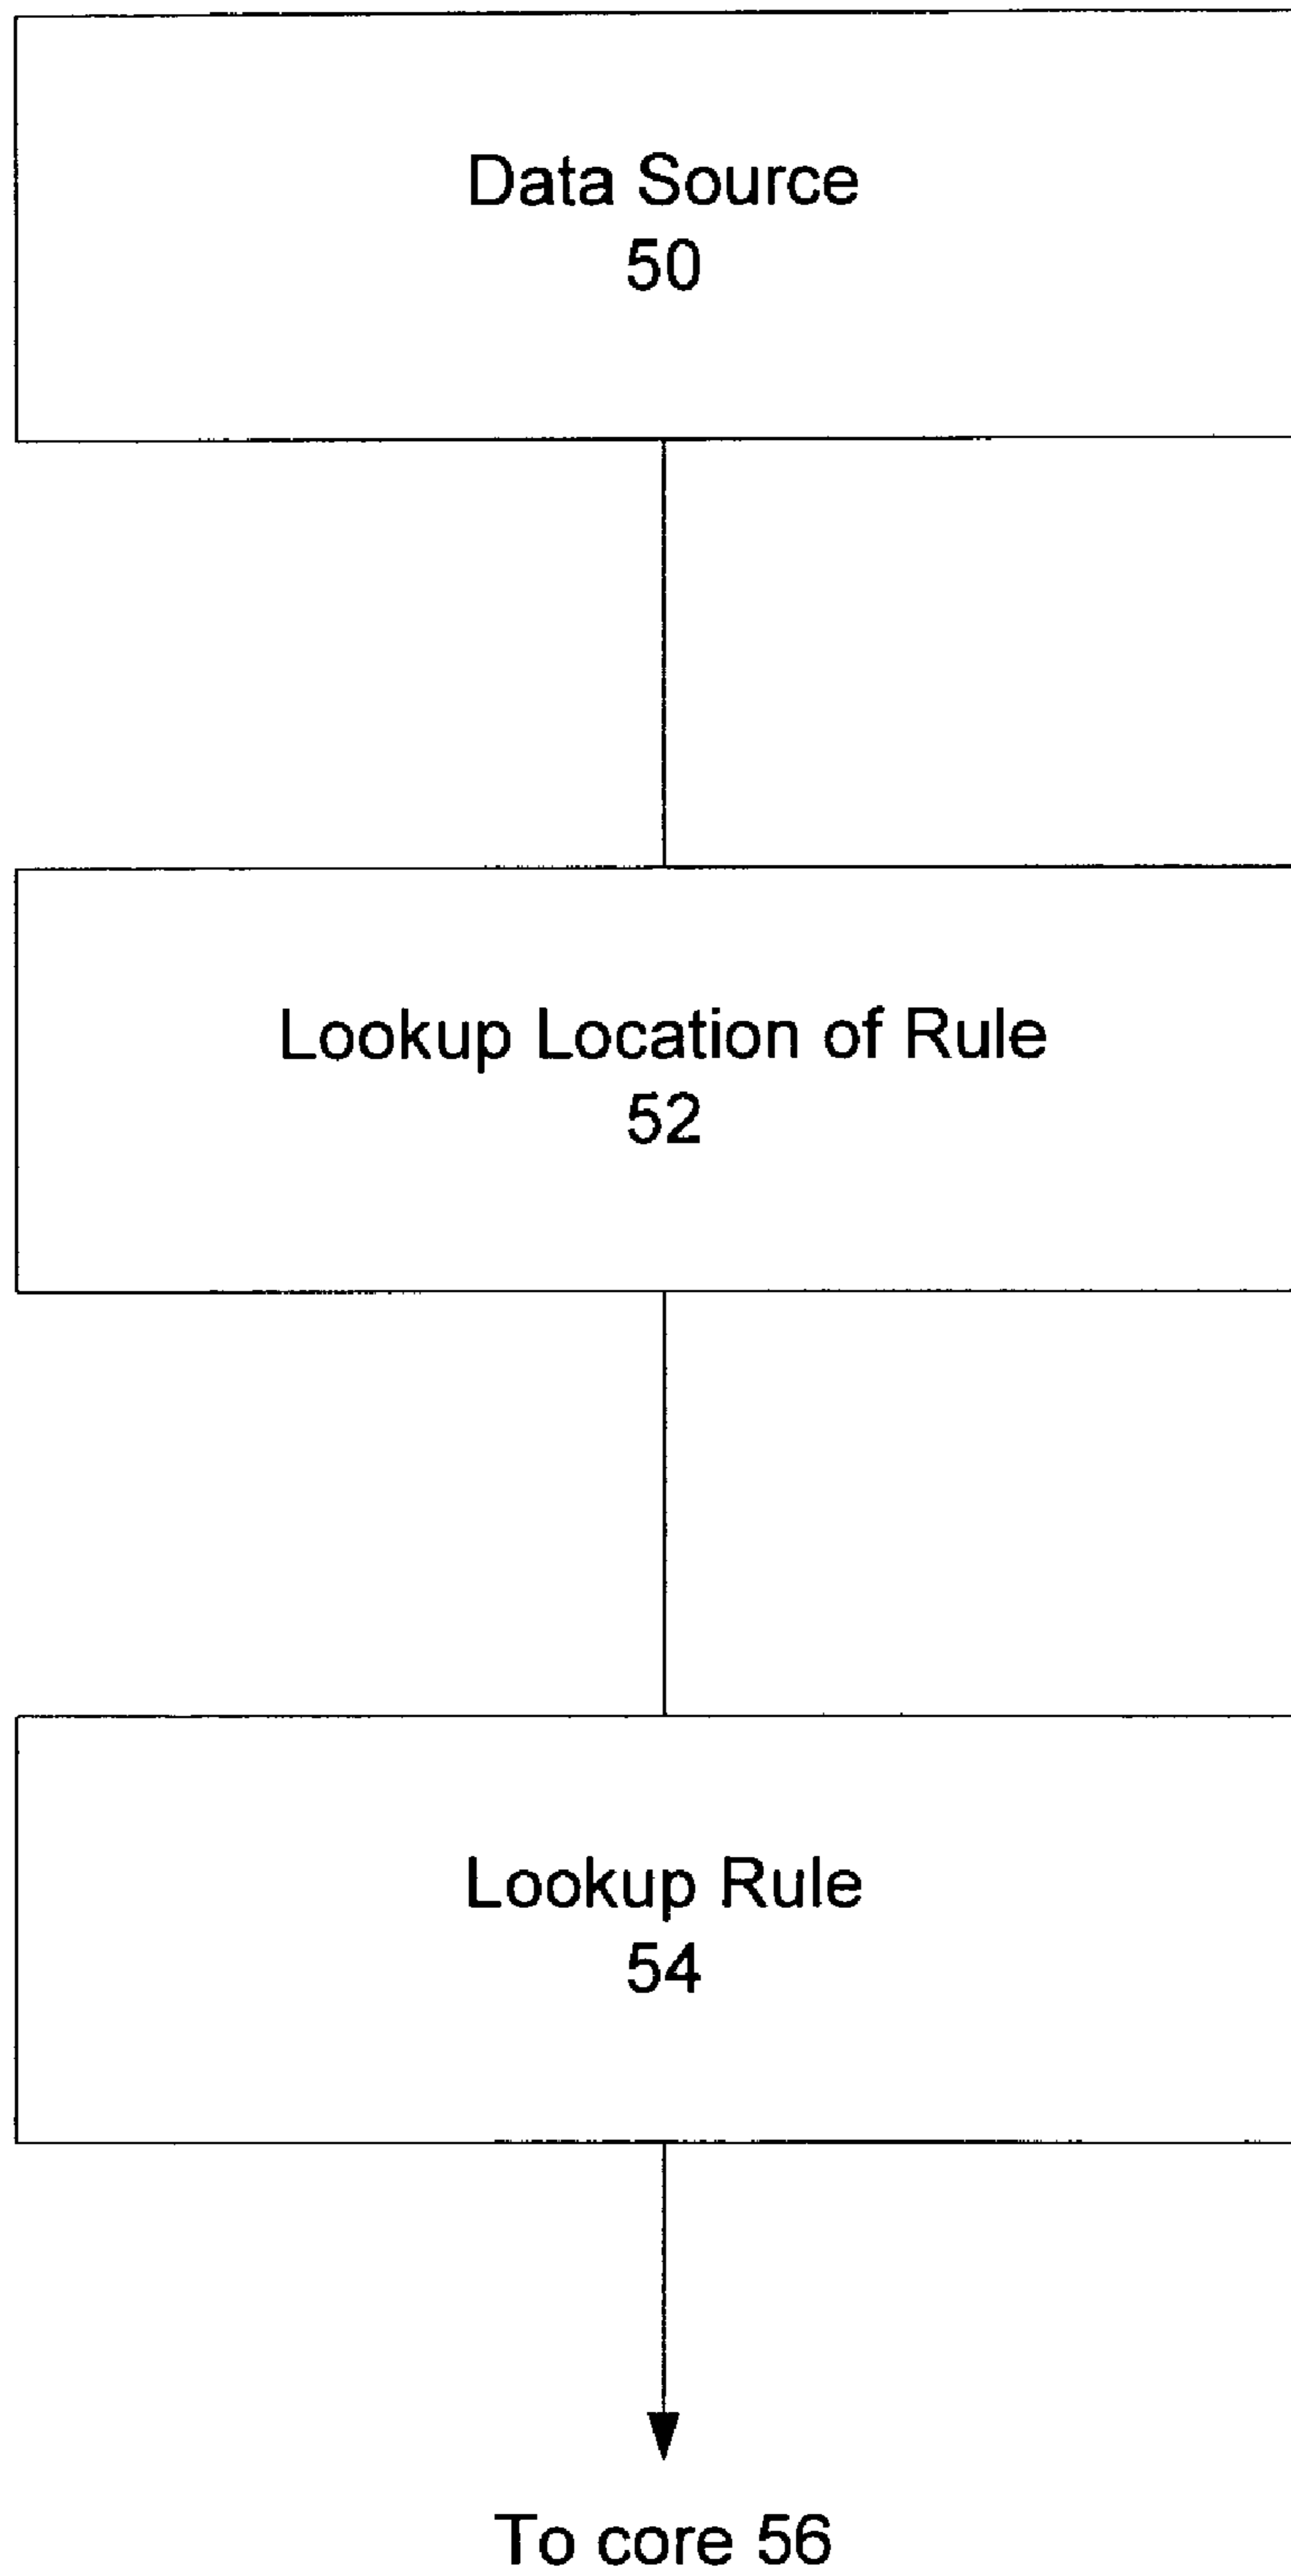 Data Source
50
Lookup Location of Rule
52
Lookup Rule
54
To core 56